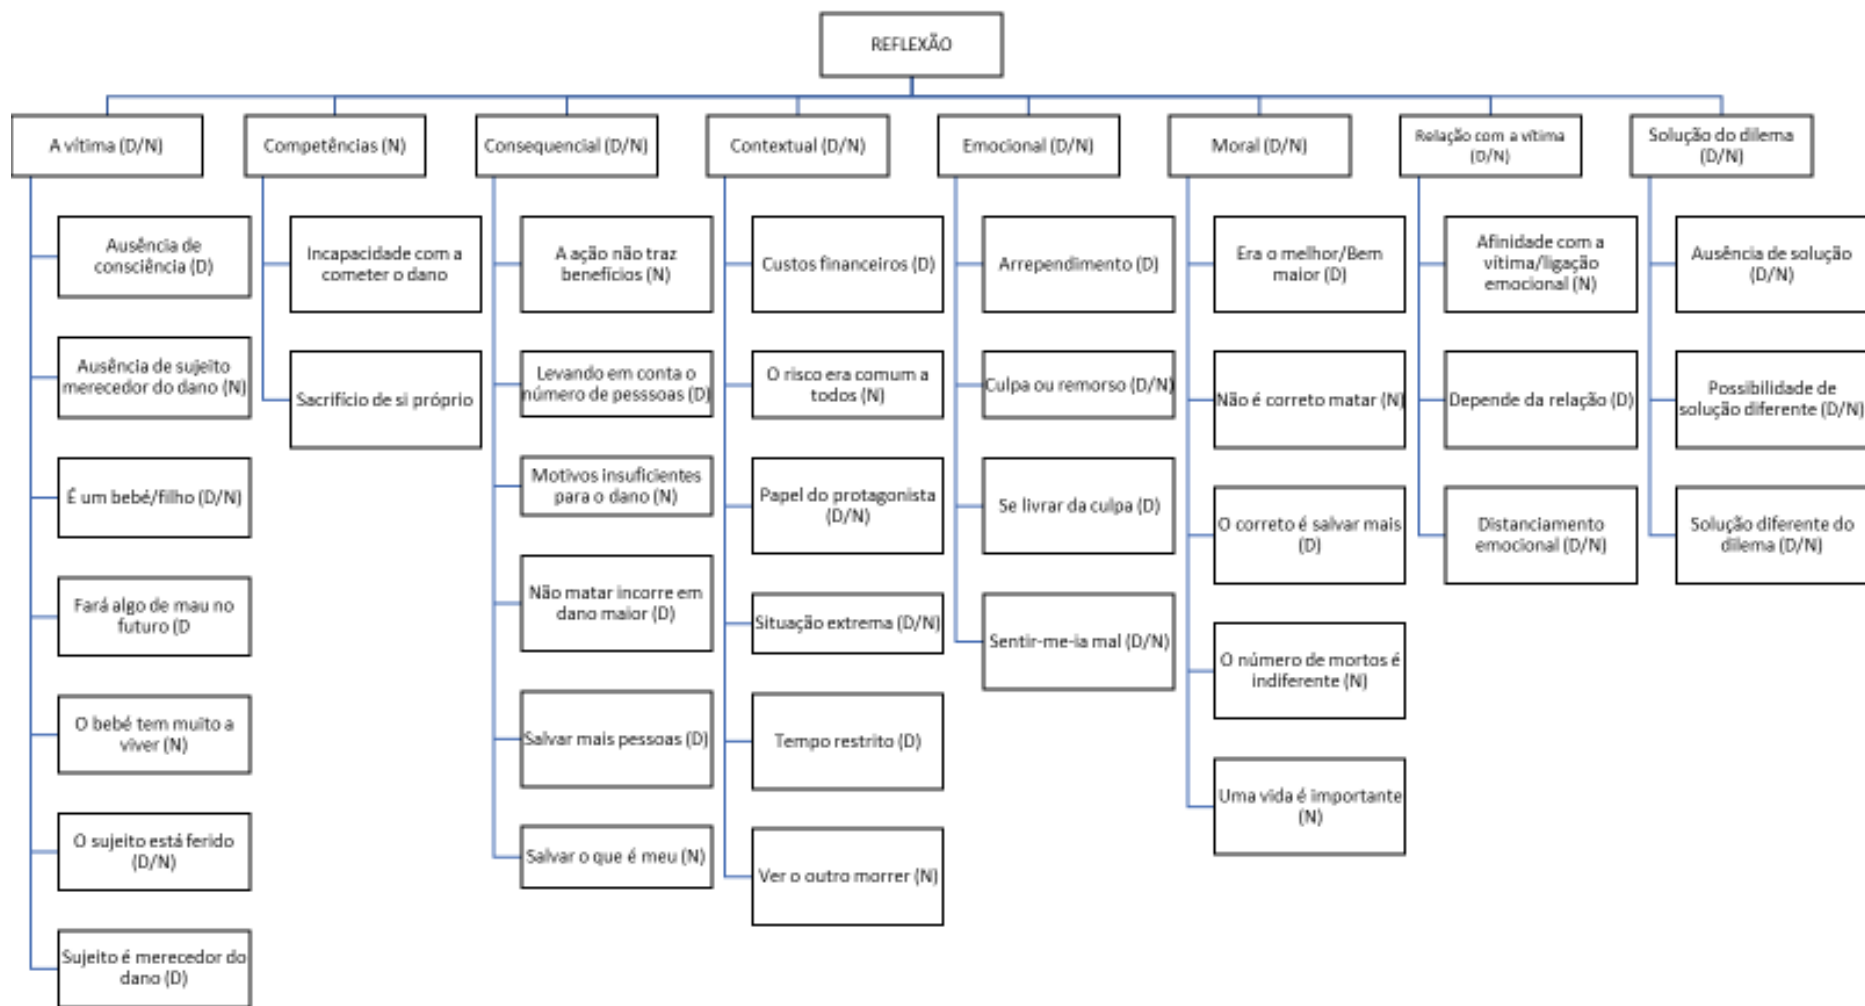 REFLEXÃO
A vítima (D/N)
Competências (N)
Consequencial (D/N)
Contextual (D/N)
Emocional (D/N)
Moral (D/N)
Relação com a vítima
(D/N)
Solução do dilema
(D/N)
Ausência de
consciência (D)
Ausência de sujeito
merecedor do dano (N)
É um bebé/filho (D/N)
Fará algo de mau no
futuro (D
O bebé tem muito a
viver (N)
O sujeito está ferido
(D/N)
Sujeito é merecedor do
dano (D)
Incapacidade com a
cometer o dano
Sacrifício de si próprio
A ação não traz
benefícios (N)
Levando em conta o
número de pesssoas (D)
Motivos insuficientes
para o dano (N)
Não matar incorre em
dano maior (D)
Salvar mais pessoas (D)
Salvar o que é meu (N)
Custos financeiros (D)
O risco era comum a
todos (N)
Papel do protagonista
(D/N)
Situação extrema (D/N)
Tempo restrito (D)
Ver o outro morrer (N)
Arrependimento (D)
Culpa ou remorso (D/N)
Se livrar da culpa (D)
Sentir-me-ia mal (D/N)
Era o melhor/Bem
maior (D)
Não é correto matar (N)
O correto é salvar mais
(D)
O número de mortos é
indiferente (N)
Uma vida é importante
(N)
Afinidade com a
vítima/ligação
emocional (N)
Depende da relação (D)
Distanciamento
emocional (D/N)
Ausência de solução
(D/N)
Possibilidade de
solução diferente (D/N)
Solução diferente do
dilema (D/N)